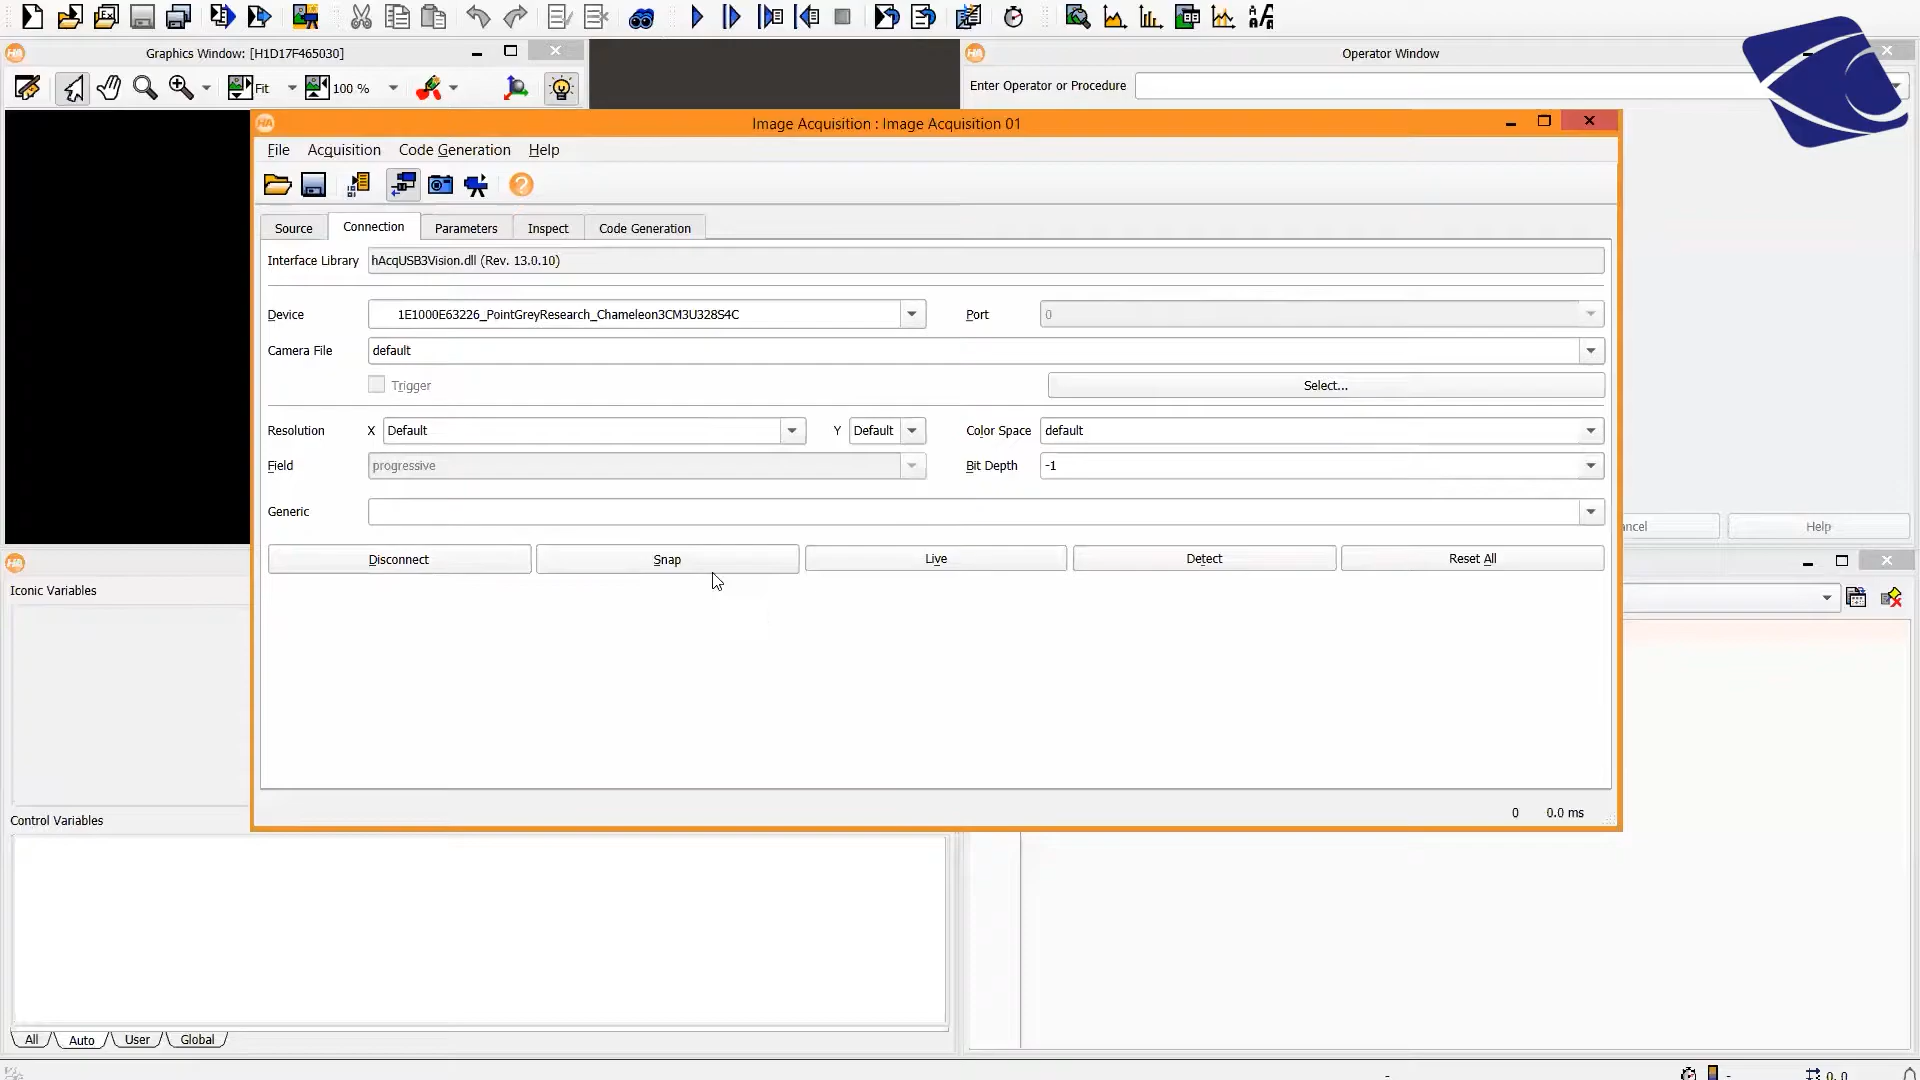 Graphics Window: [H1D17F465030]
Operator Window
Fit
100 %
Enter Operator or Procedure
Image Acquisition : Image Acquisition 01
File Acquisition Code Generation Help
Source Connection Parameters Inspect Code Generation
Interface Library hAcqUSB3Vision.dll (Rev. 13.0.10)
Device 1E1000E63226_PointGreyResearch_Chameleon3CM3U328S4C Port 0
Camera File default
Trigger Select...
Resolution X Default Y Default Color Space default
Field progressive Bit Depth -1
Generic
Disconnect Snap Live Detect Reset All
Help
Iconic Variables
0 0.0 ms
Control Variables
All Auto User Global
- - 0, 0